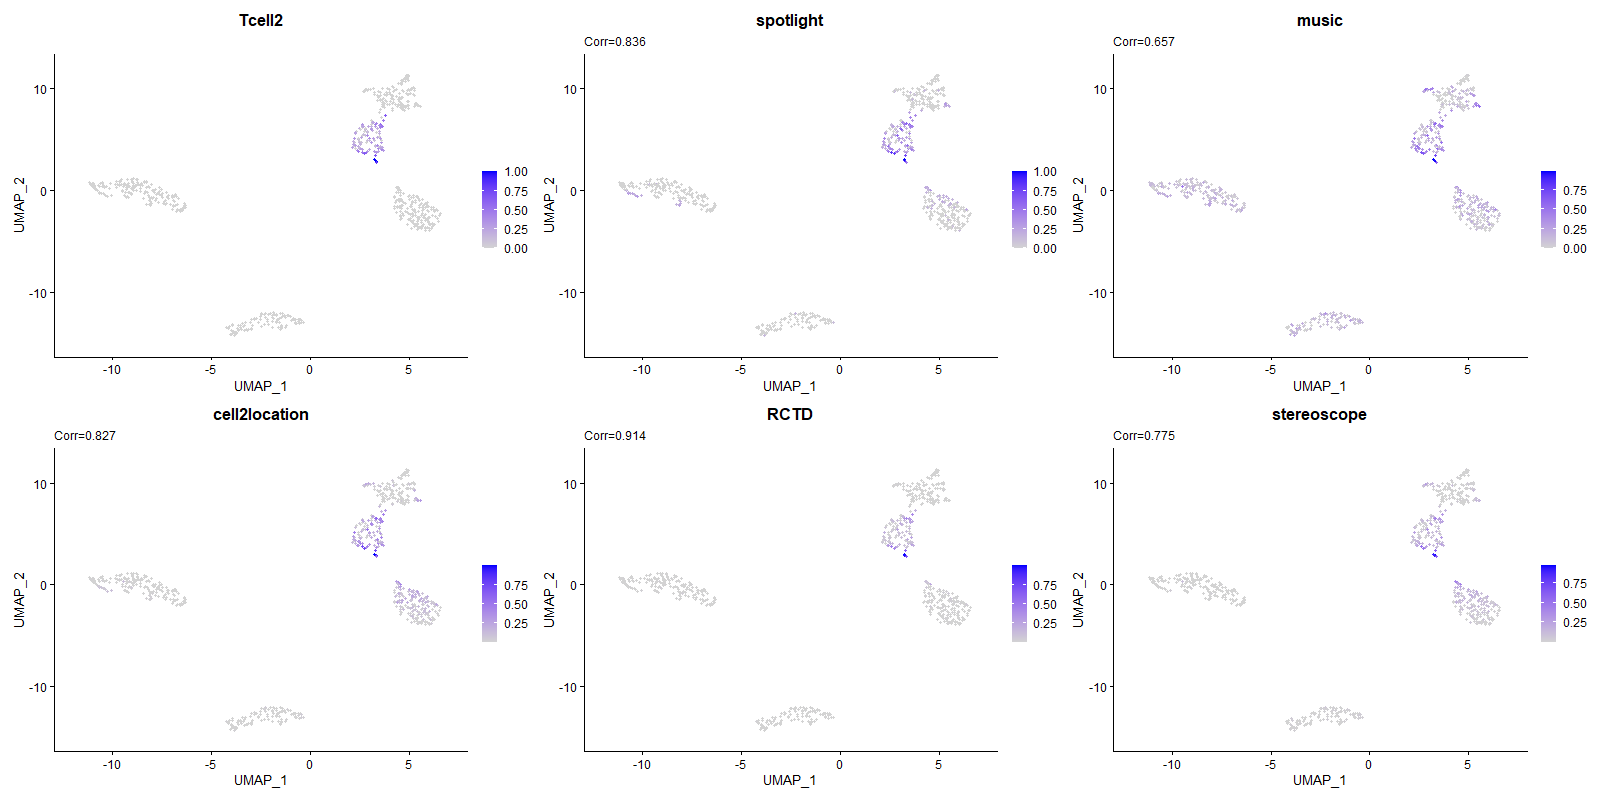 Tcell2
10
0
-10
-10
-5
0
5
UMAP_1
UMAP_2
1.00
0.75
0.50
0.25
0.00
spotlight
Corr=0.836
10
0
-10
-10
-5
0
5
UMAP_1
UMAP_2
1.00
0.75
0.50
0.25
0.00
music
Corr=0.657
10
0
-10
-10
-5
0
5
UMAP_1
UMAP_2
0.75
0.50
0.25
0.00
cell2location
Corr=0.827
10
0
-10
-10
-5
0
5
UMAP_1
UMAP_2
0.75
0.50
0.25
RCTD
Corr=0.914
10
0
-10
-10
-5
0
5
UMAP_1
UMAP_2
0.75
0.50
0.25
stereoscope
Corr=0.775
10
0
-10
-10
-5
0
5
UMAP_1
UMAP_2
0.75
0.50
0.25